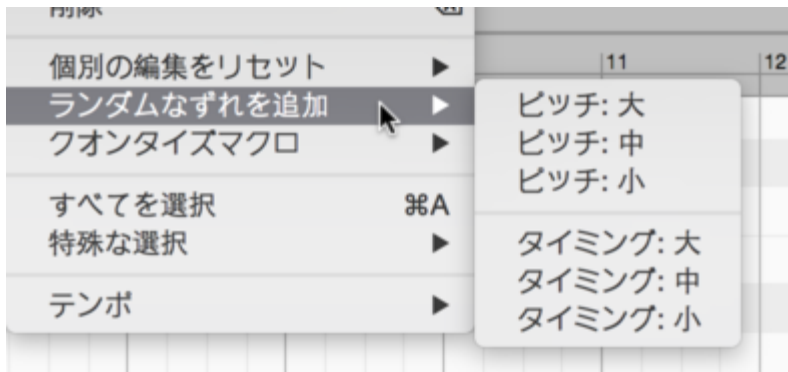 削除
個別の編集をリセット
11
12
ランダムなずれを追加
ピッチ: 大
クオンタイズマクロ
ピッチ: 中
ピッチ: 小
すべてを選択 ⌘A
特殊な選択
タイミング: 大
タイミング: 中
テンポ
タイミング: 小